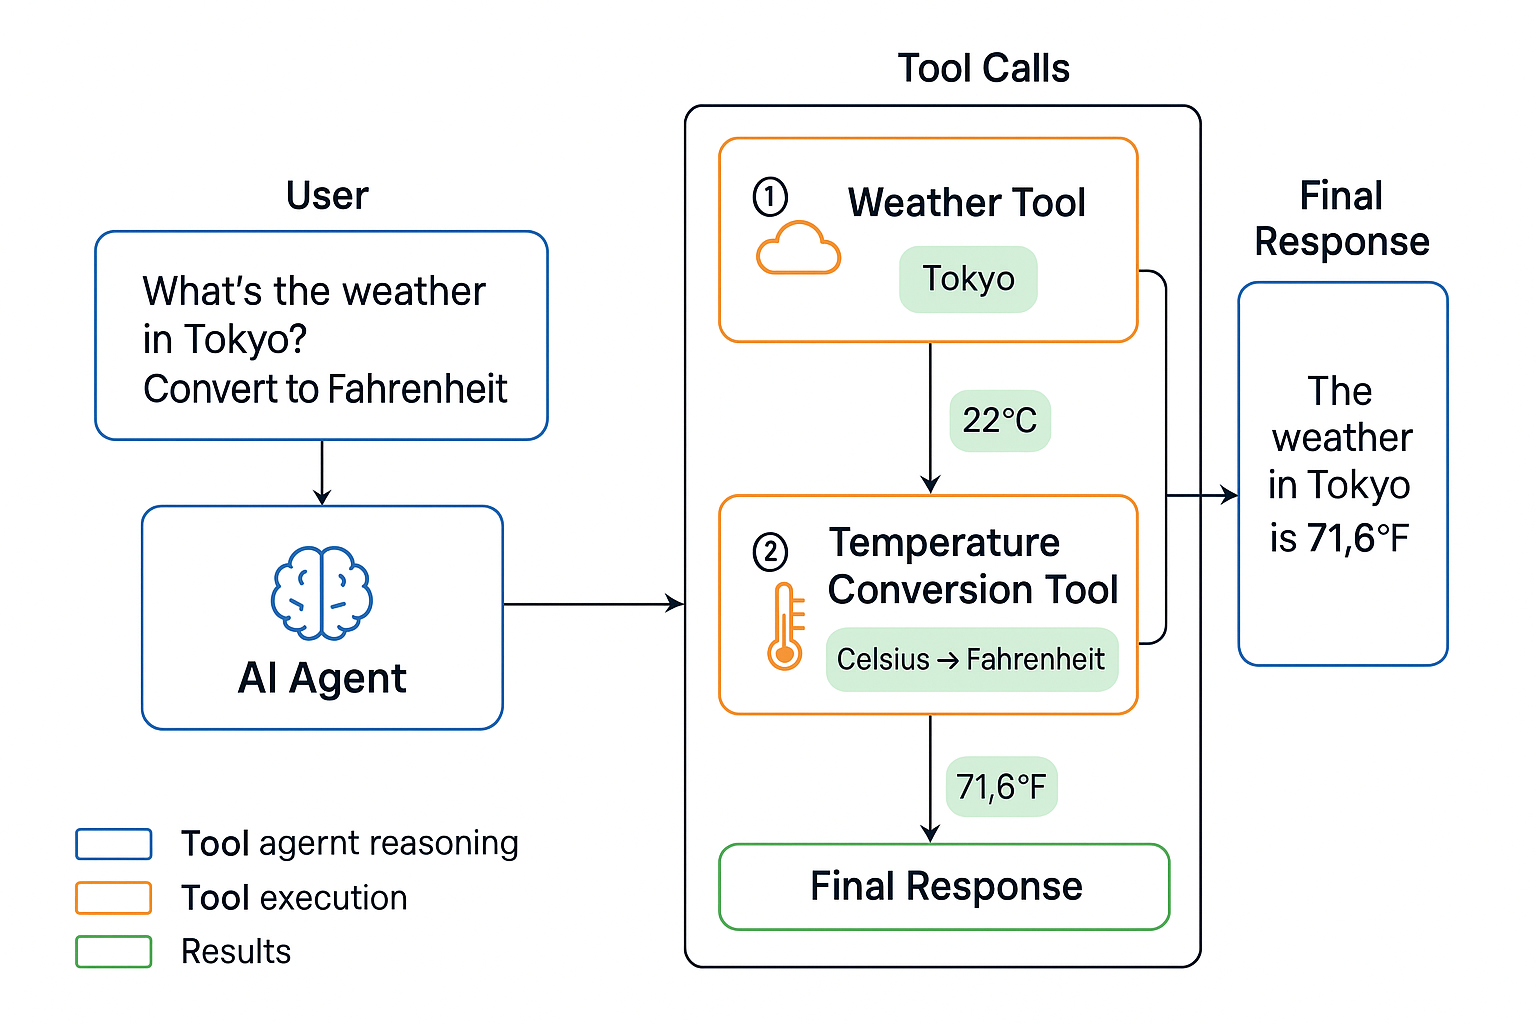 User
What's the weather
in Tokyo?
Convert to Fahrenheit
AI Agent
Tool agernt reasoning
Tool execution
Results
Tool Calls
1
Weather Tool
Tokyo
22°C
2
Temperature
Conversion Tool
Celsius → Fahrenheit
71,6°F
Final Response
Final
Response
The
weather
in Tokyo
is 71,6°F